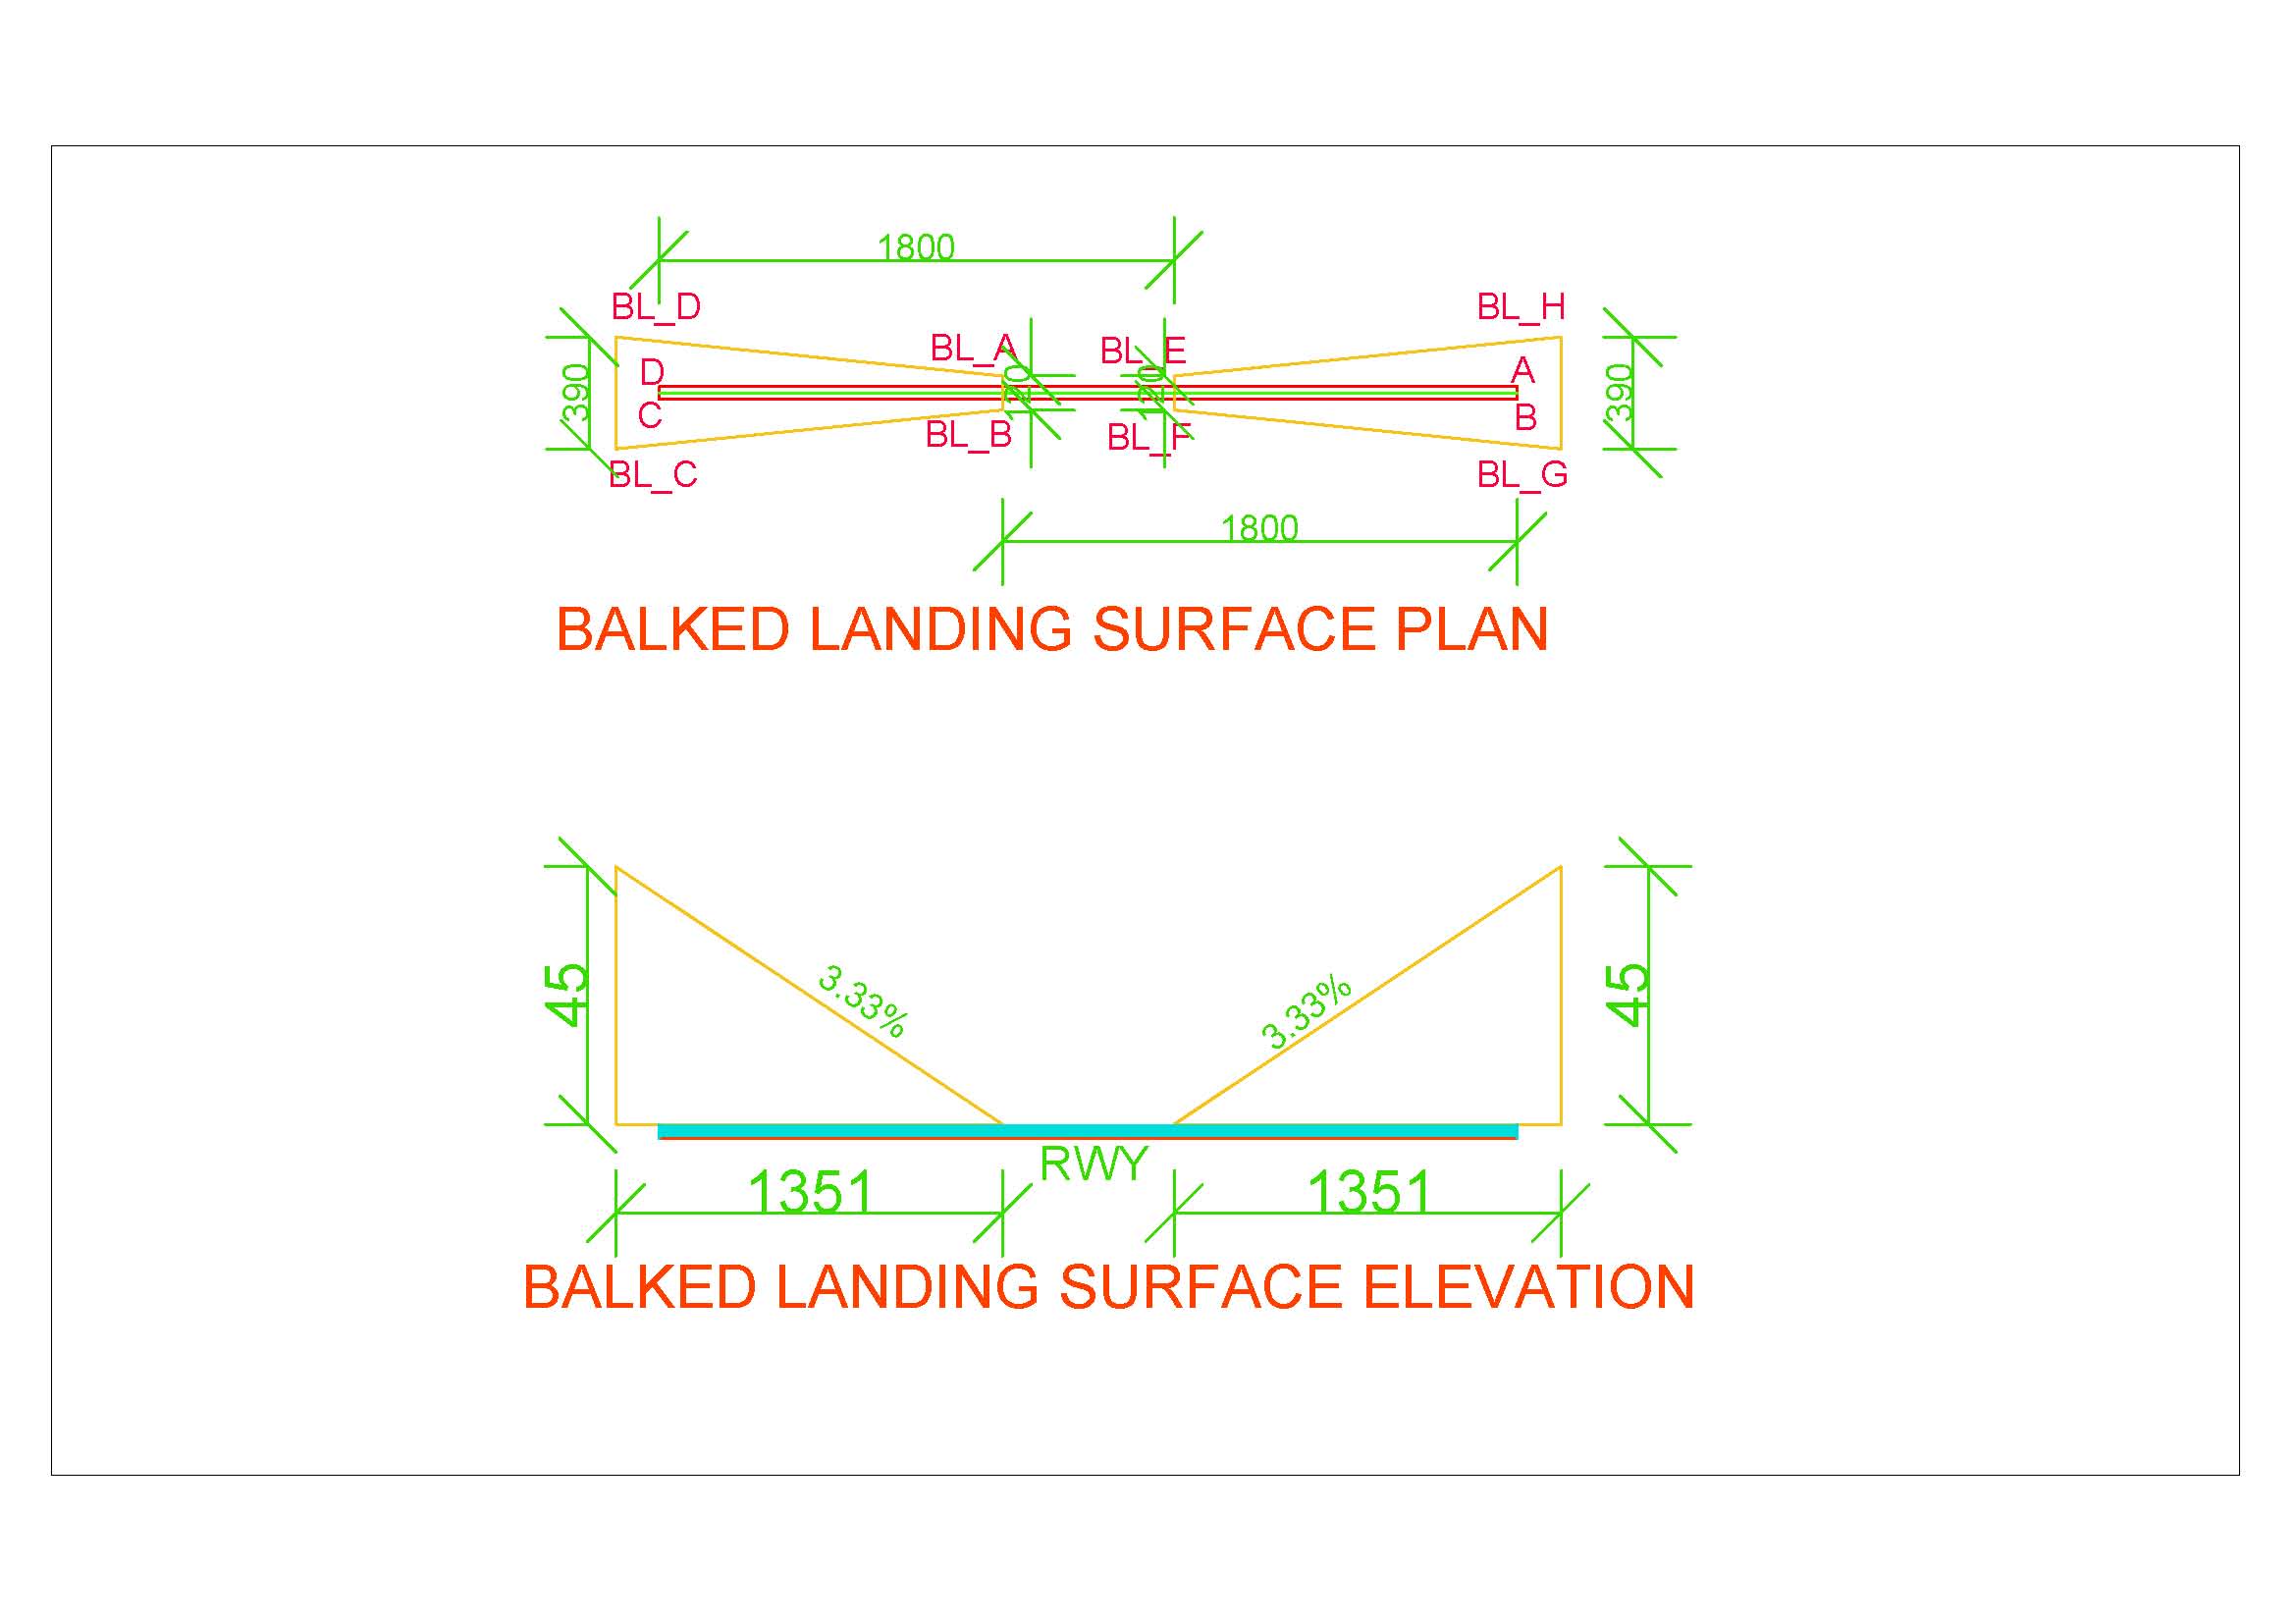 1800
BL_D
BL_H
BL_A
BL_E
D
A
390
120
120
390
C
B
BL_B
BL_F
BL_C
BL_G
1800
BALKED LANDING SURFACE PLAN
45
3.33%
3.33%
45
RWY
1351
1351
BALKED LANDING SURFACE ELEVATION